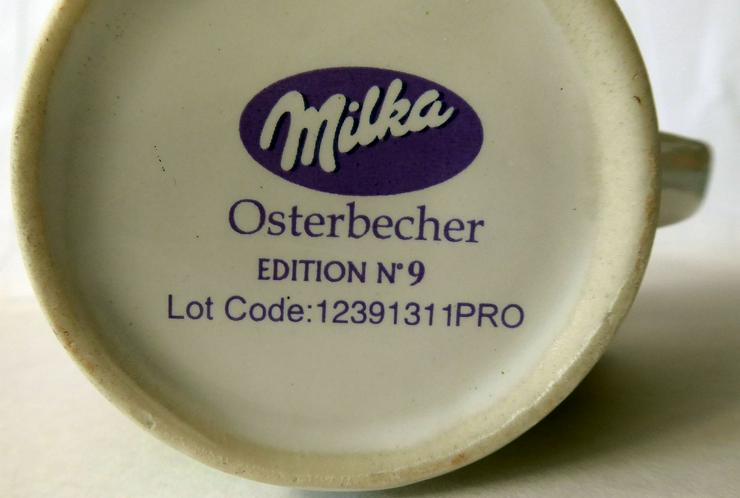 Milka
Osterbecher
EDITION N° 9
Lot Code:12391311PRO